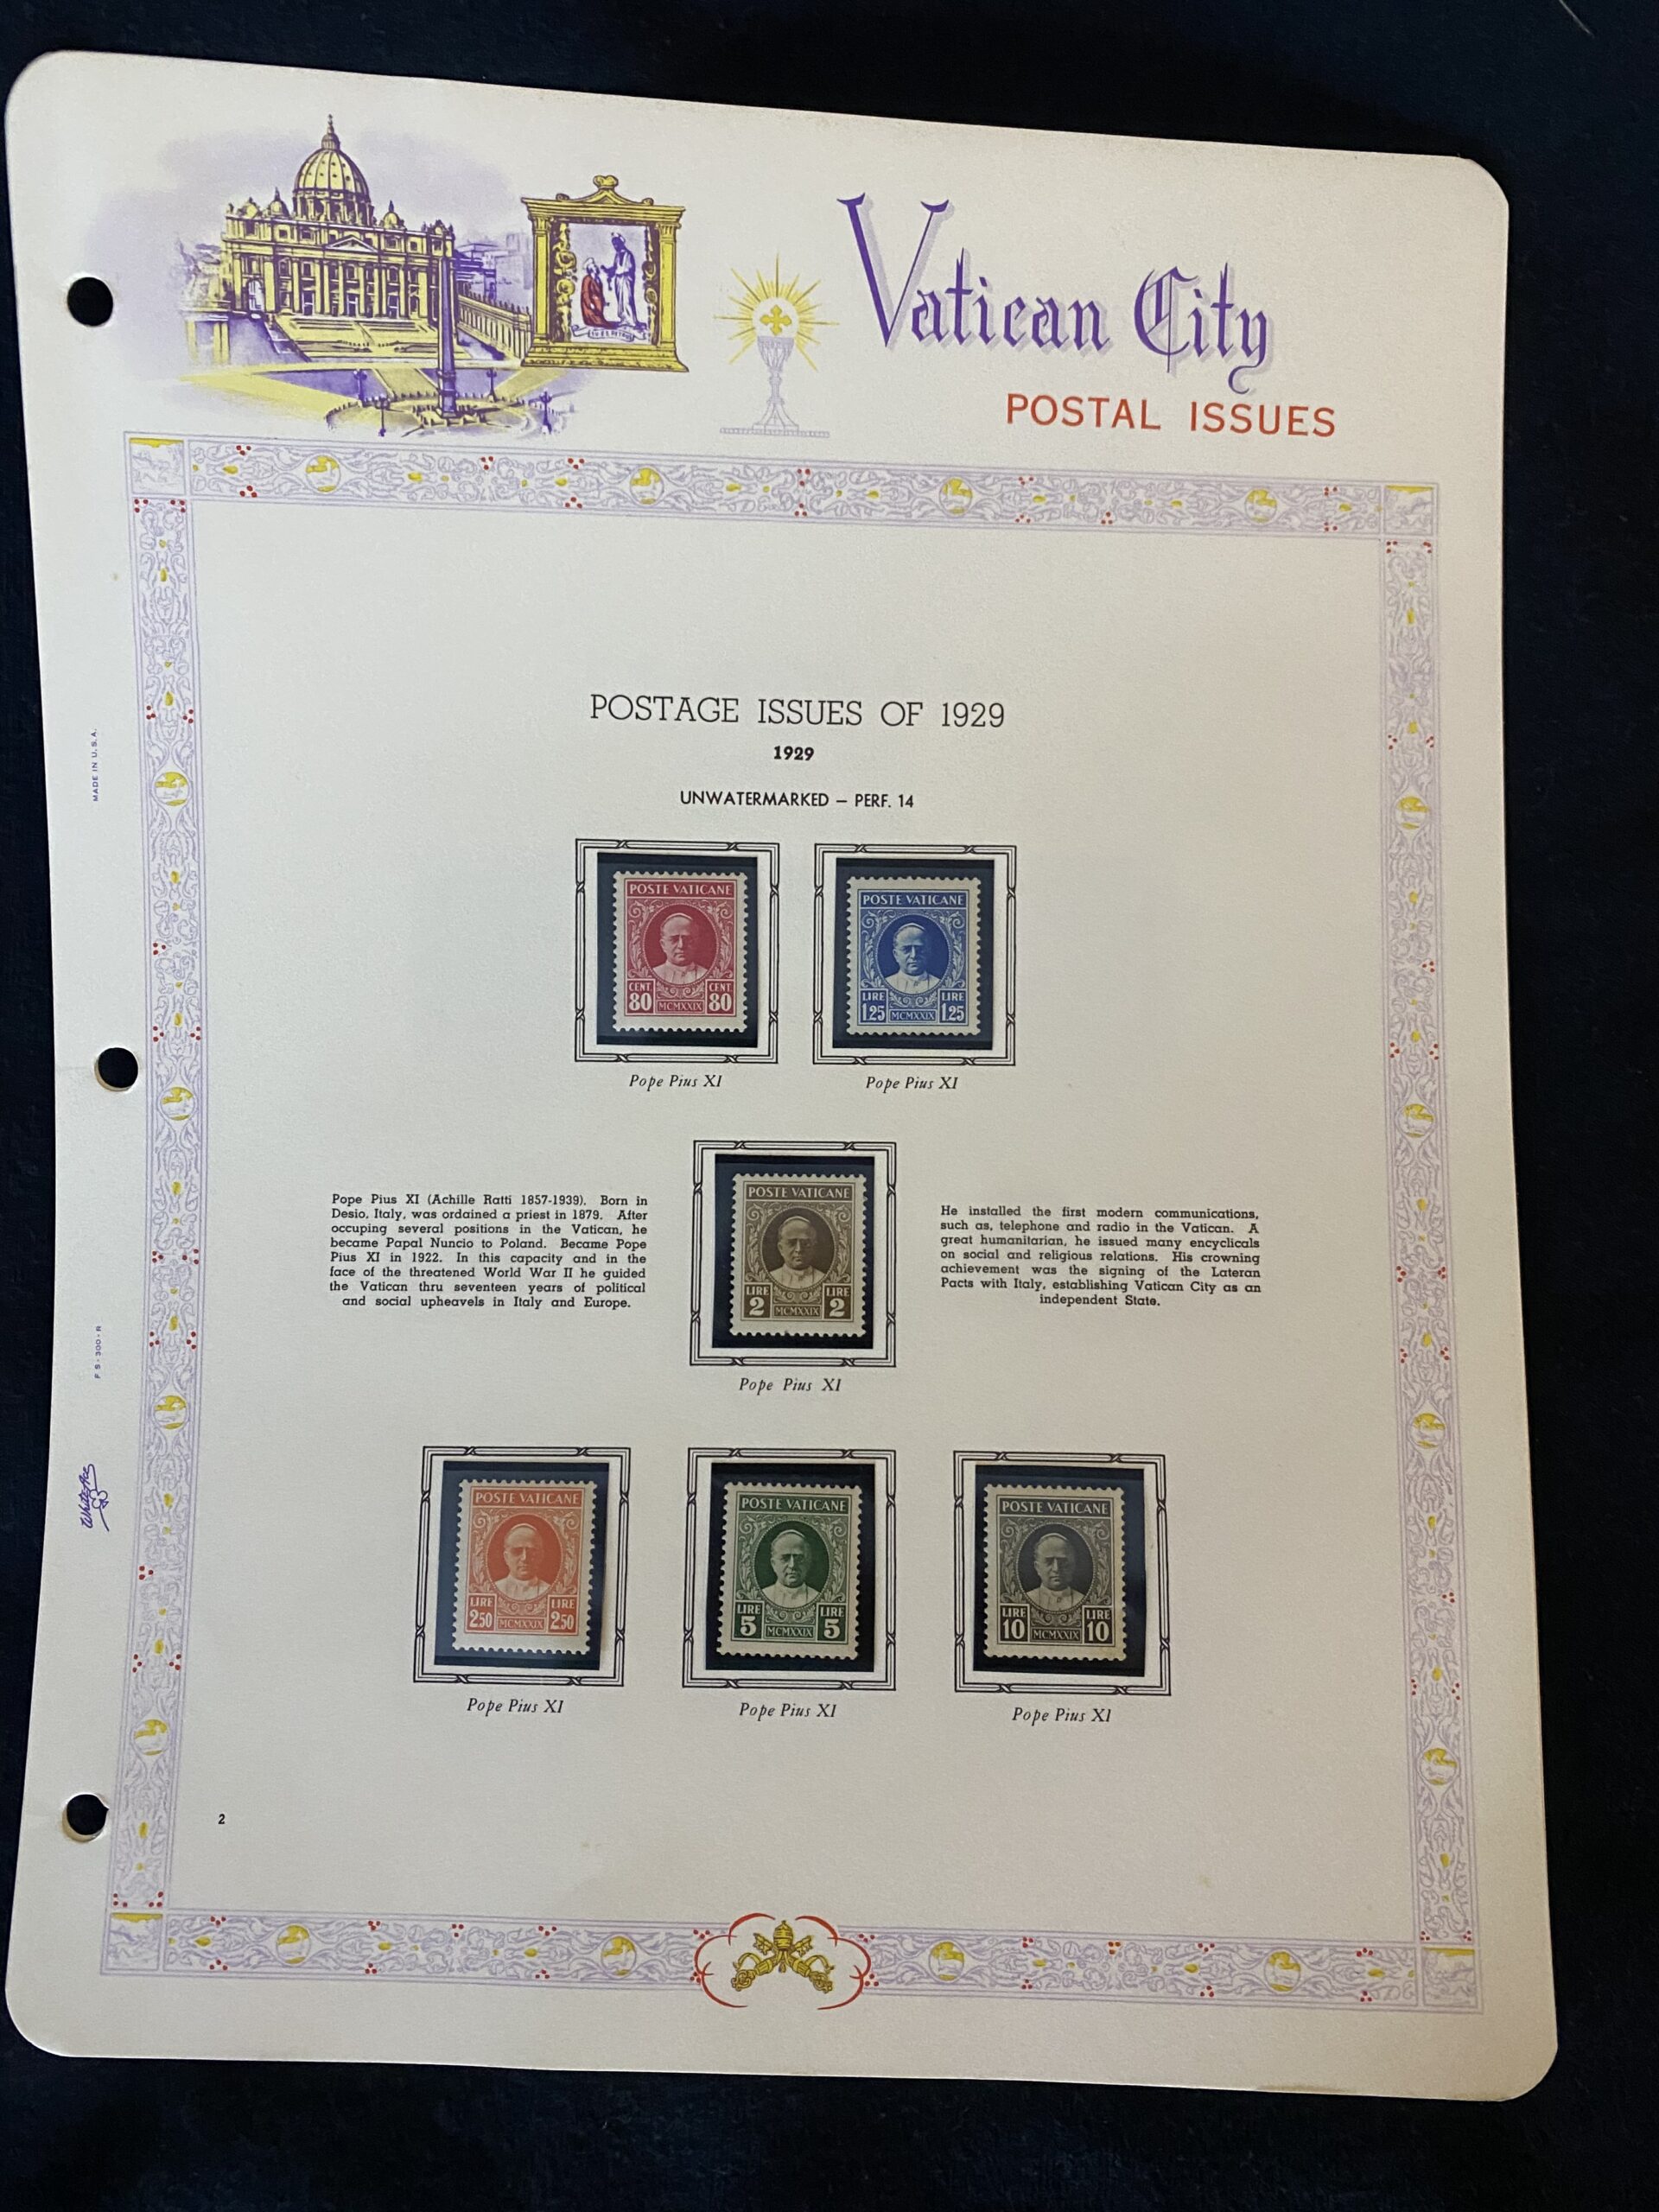 Vatican City
POSTAL ISSUES
POSTAGE ISSUES OF 1929
1929
UNWATERMARKED – PERF. 14
POSTE VATICANE
CENT. CENT.
80 MCMXXIX 80
Pope Pius XI
POSTE VATICANE
LIRE LIRE
1.25 MCMXXIX 1.25
Pope Pius XI
Pope Pius XI (Achille Ratti 1857-1939). Born in
Desio, Italy, was ordained a priest in 1879. After
occuping several positions in the Vatican, he
became Papal Nuncio to Poland. Became Pope
Pius XI in 1922. In this capacity and in the
face of the threatened World War II he guided
the Vatican thru seventeen years of political
and social upheavels in Italy and Europe.
POSTE VATICANE
LIRE LIRE
2 MCMXXIX 2
Pope Pius XI
He installed the first modern communications,
such as, telephone and radio in the Vatican. A
great humanitarian, he issued many encyclicals
on social and religious relations. His crowning
achievement was the signing of the Lateran
Pacts with Italy, establishing Vatican City as an
independent State.
POSTE VATICANE
LIRE LIRE
2.50 MCMXXIX 2.50
Pope Pius XI
POSTE VATICANE
LIRE LIRE
5 MCMXXIX 5
Pope Pius XI
POSTE VATICANE
LIRE LIRE
10 MCMXXIX 10
Pope Pius XI
2
MADE IN U.S.A.
FS-300-R
White Ace